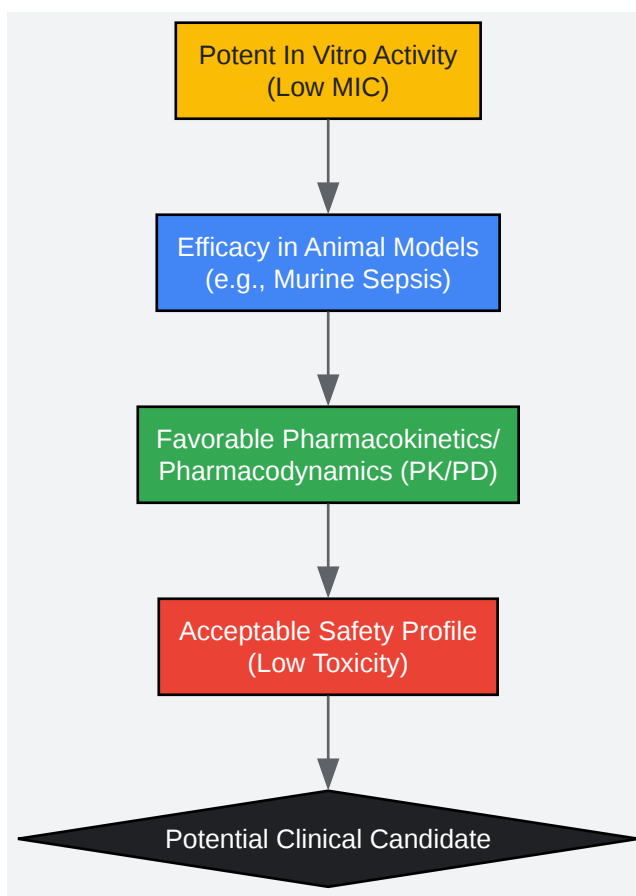 Potent In Vitro Activity
(Low MIC)
Efficacy in Animal Models
(e.g., Murine Sepsis)
Favorable Pharmacokinetics/
Pharmacodynamics (PK/PD)
Acceptable Safety Profile
(Low Toxicity)
Potential Clinical Candidate